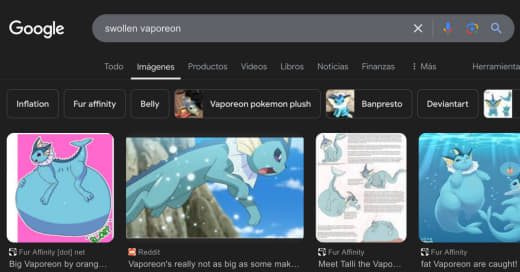 Google
swollen vaporeon
Todo
Imágenes
Productos
Vídeos
Libros
Noticias
Finanzas
Más
Herramienta
Inflation
Fur affinity
Belly
Vaporeon pokemon plush
Banpresto
Deviantart
BLORP!
Fur Affinity [dot] net
Big Vaporeon by orang...
Reddit
Vaporeon's really not as big as some mak...
Fur Affinity
Meet Talli the Vapo...
Fur Affinity
fat Vaporeon are caught!